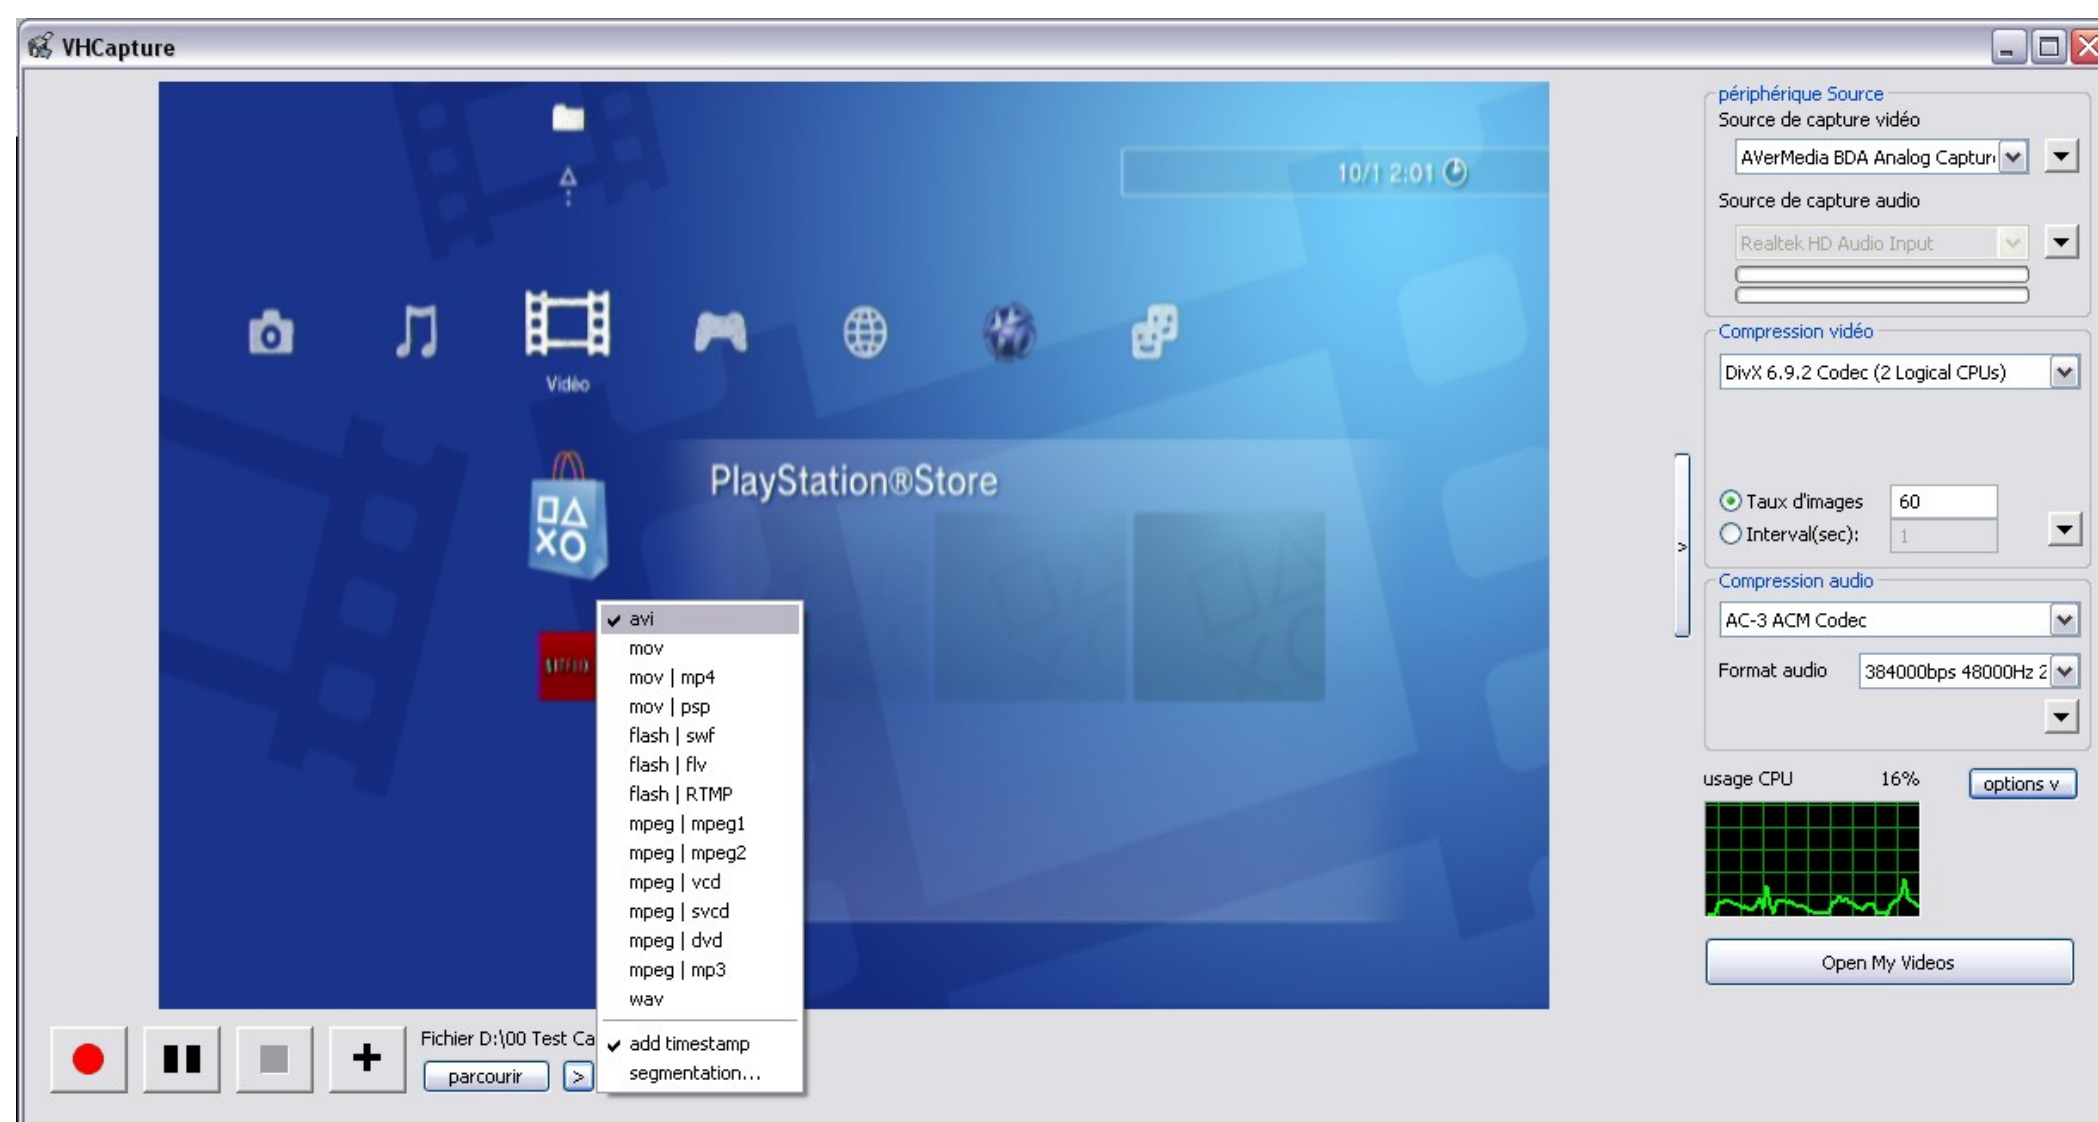 VHCapture
10/1 2:01
Vidéo
PlayStation®Store
NETFLIX
avi
mov
mov | mp4
mov | psp
flash | swf
flash | flv
flash | RTMP
mpeg | mpeg1
mpeg | mpeg2
mpeg | vcd
mpeg | svcd
mpeg | dvd
mpeg | mp3
wav
add timestamp
segmentation...
Fichier D:\00 Test Ca
parcourir >
>
périphérique Source
Source de capture vidéo
AVerMedia BDA Analog Captur
Source de capture audio
Realtek HD Audio Input
Compression vidéo
DivX 6.9.2 Codec (2 Logical CPUs)
Taux d'images 60
Interval(sec): 1
Compression audio
AC-3 ACM Codec
Format audio 384000bps 48000Hz 2
usage CPU 16% options v
Open My Videos